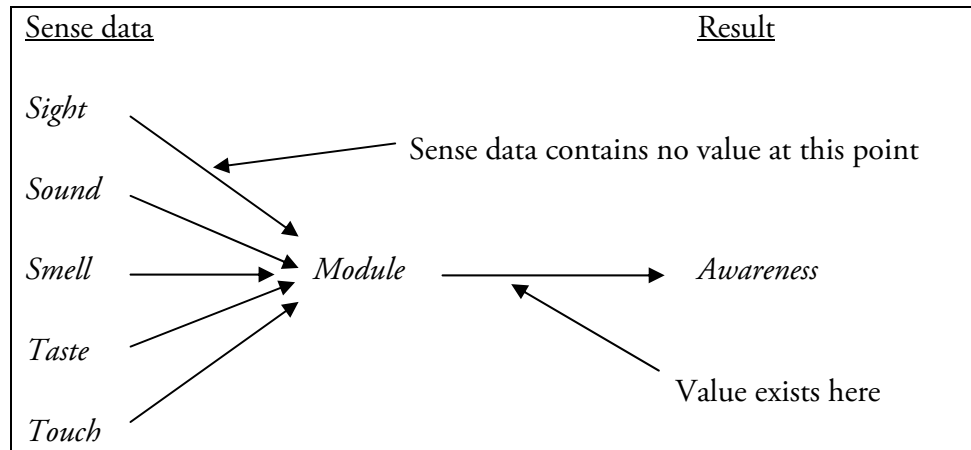 Sense data
Result
Sight
Sense data contains no value at this point
Sound
Smell
Module
Awareness
Taste
Value exists here
Touch